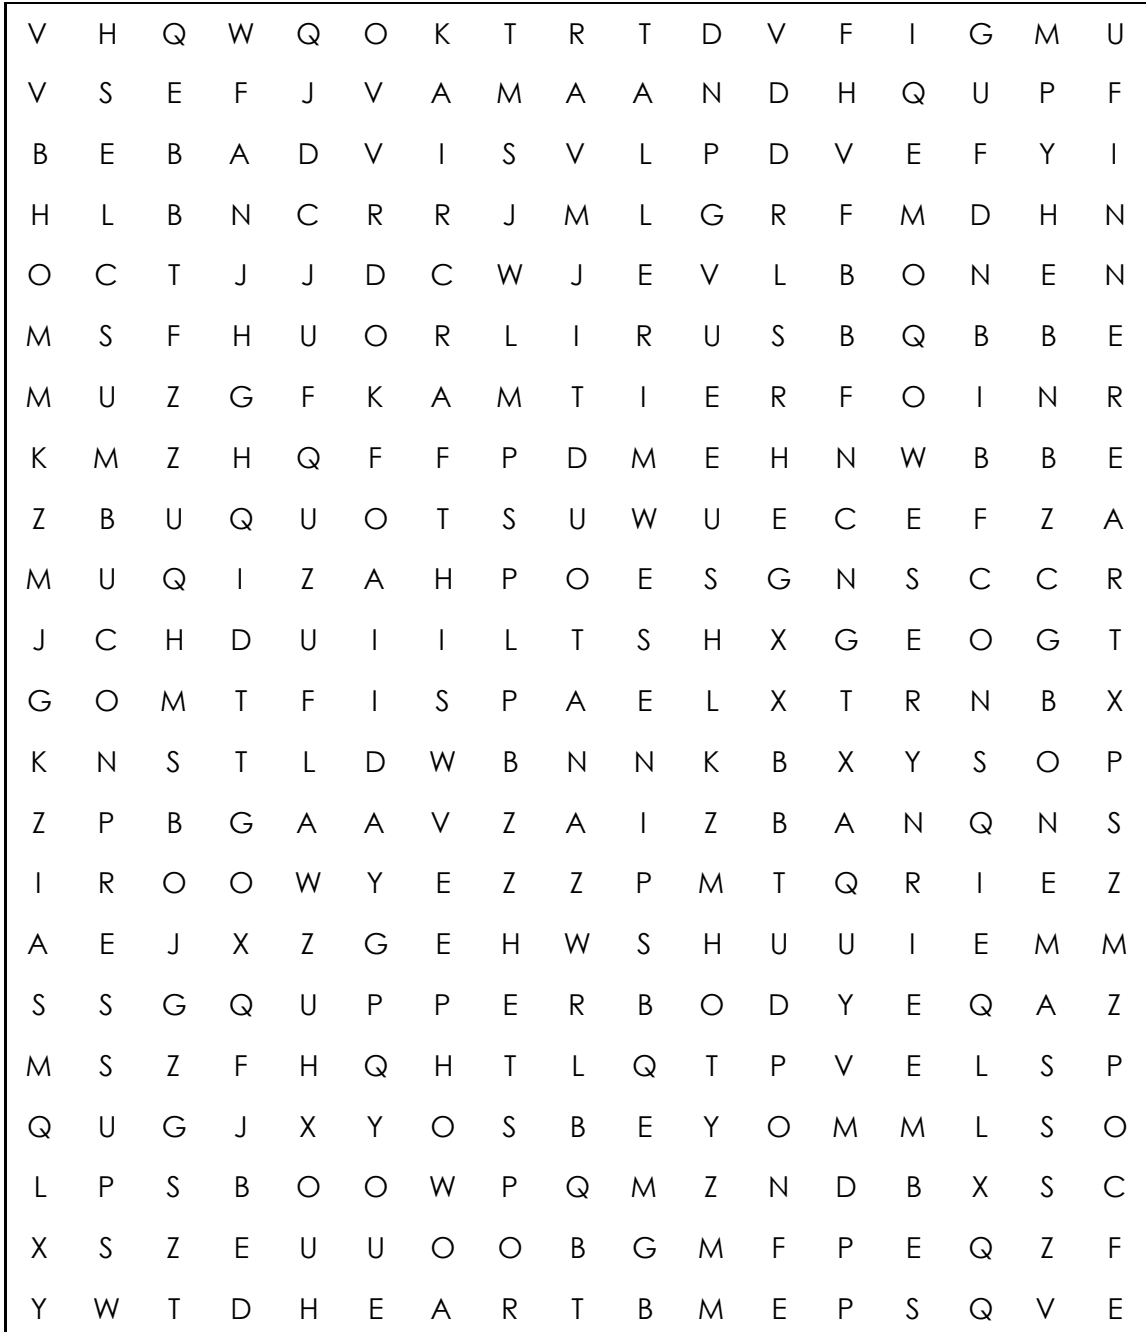 V H Q W Q O K T R T D V F I G M U
V S E F J V A M A A N D H Q U P F
B E B A D V I S V L P D V E F Y I
H L B N C R R J M L G R F M D H N
O C T J J D C W J E V L B O N E N
M S F H U O R L I R U S B Q B B E
M U Z G F K A M T I E R F O I N R
K M Z H Q F F P D M E H N W B B E
Z B U Q U O T S U W U E C E F Z A
M U Q I Z A H P O E S G N S C C R
J C H D U I I L T S H X G E O G T
G O M T F I S P A E L X T R N B X
K N S T L D W B N N K B X Y S O P
Z P B G A A V Z A I Z B A N Q N S
I R O O W Y E Z Z P M T Q R I E Z
A E J X Z G E H W S H U U I E M M
S S G Q U P P E R B O D Y E Q A Z
M S Z F H Q H T L Q T P V E L S P
Q U G J X Y O S B E Y O M M L S O
L P S B O O W P Q M Z N D B X S C
X S Z E U U O O B G M F P E Q Z F
Y W T D H E A R T B M E P S Q V E